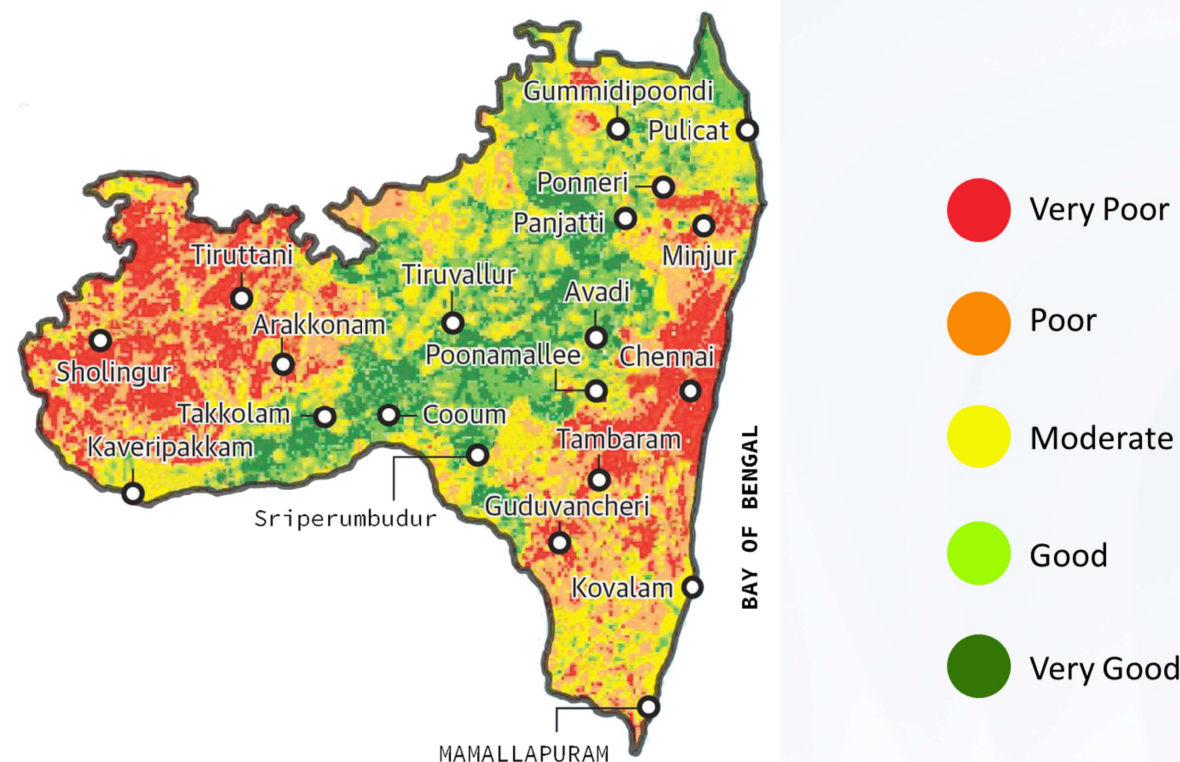 Gummidipoondi
Pulicat
Ponneri
Panjatti
Minjur
Tiruttani
Tiruvallur
Avadi
Arakkonam
Poonamallee
Chennai
Sholingur
Takkolam
Cooum
Kaveripakkam
Tambaram
Sriperumbudur
Guduvancheri
Kovalam
MAMALLAPURAM
BAY OF BENGAL
Very Poor
Poor
Moderate
Good
Very Good